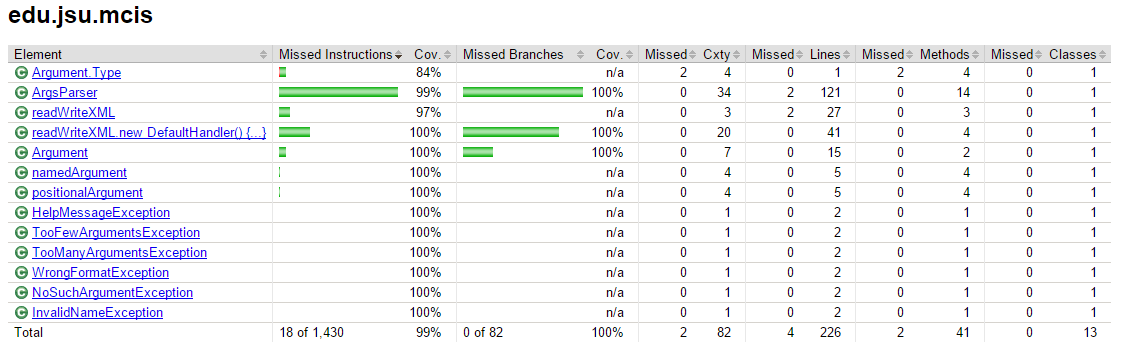 edu.jsu.mcis
Element Missed Instructions Cov. Missed Branches Cov. Missed Cxty Missed Lines Missed Methods Missed Classes
C Argument.Type 84% n/a 2 4 0 1 2 4 0 1
C ArgsParser 99% 100% 0 34 2 121 0 14 0 1
C readWriteXML 97% n/a 0 3 2 27 0 3 0 1
C readWriteXML.new DefaultHandler() {...} 100% 100% 0 20 0 41 0 4 0 1
C Argument 100% 100% 0 7 0 15 0 2 0 1
C namedArgument 100% n/a 0 4 0 5 0 4 0 1
C positionalArgument 100% n/a 0 4 0 5 0 4 0 1
C HelpMessageException 100% n/a 0 1 0 2 0 1 0 1
C TooFewArgumentsException 100% n/a 0 1 0 2 0 1 0 1
C TooManyArgumentsException 100% n/a 0 1 0 2 0 1 0 1
C WrongFormatException 100% n/a 0 1 0 2 0 1 0 1
C NoSuchArgumentException 100% n/a 0 1 0 2 0 1 0 1
C InvalidNameException 100% n/a 0 1 0 2 0 1 0 1
Total 18 of 1,430 99% 0 of 82 100% 2 82 4 226 2 41 0 13